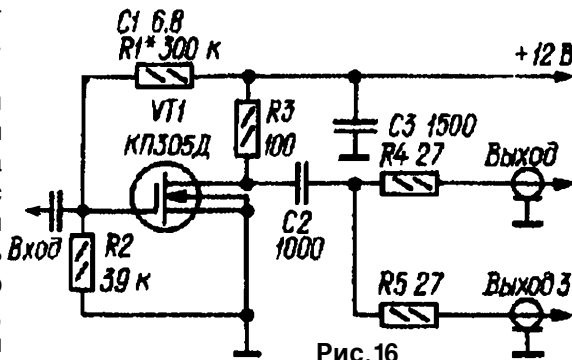 C1 6.8
R1* 300 к
+12 В
VT1
КП305Д
R3
100
C3 1500
R4 27
Выход
C2
1000
Вход
R2
39 к
R5 27
Выход 3
Рис.16